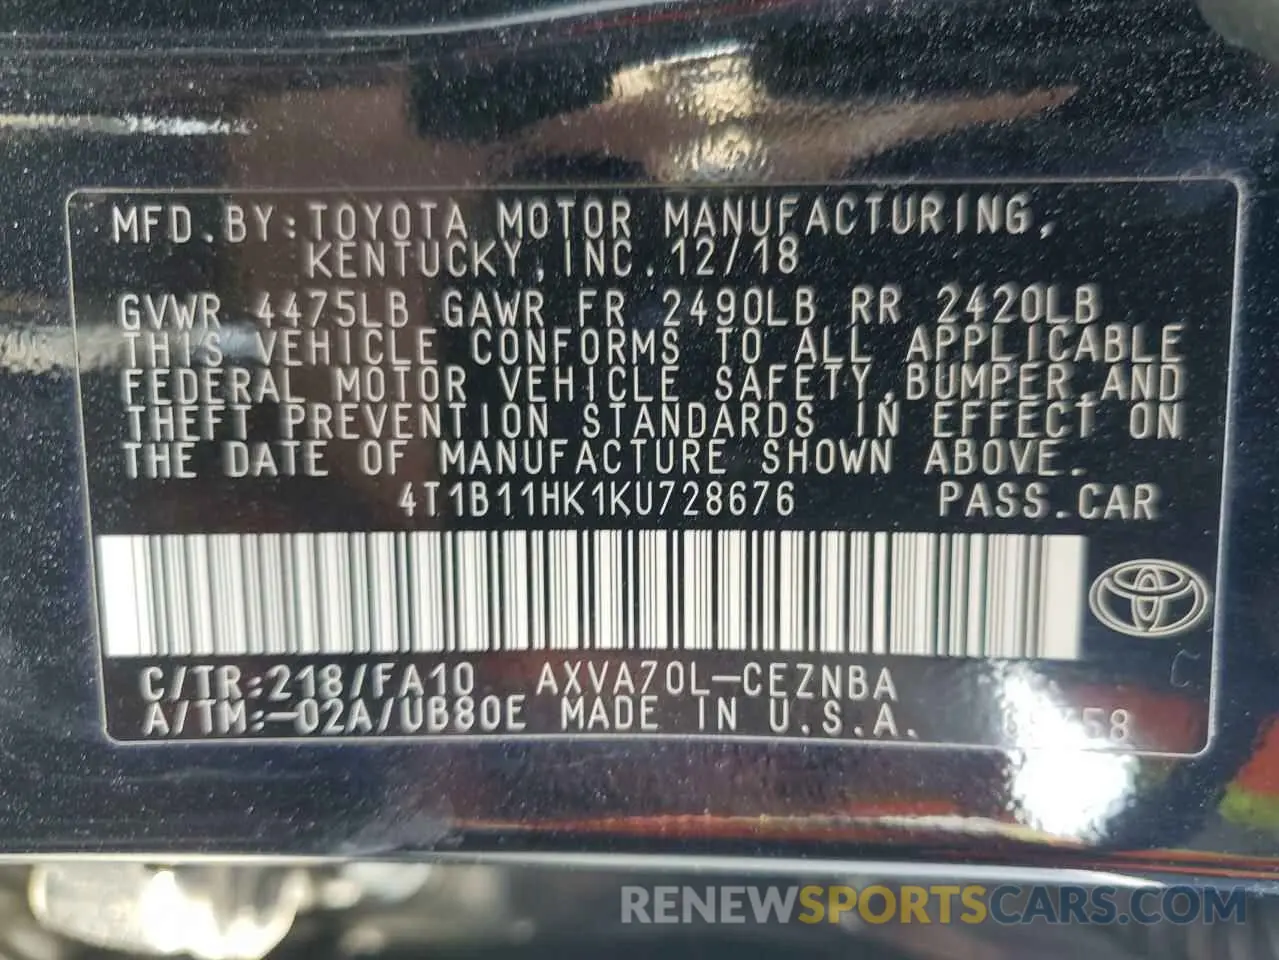 MFD.BY:TOYOTA MOTOR MANUFACTURING,
KENTUCKY,INC.12/18
GVWR 4475LB GAWR FR 2490LB RR 2420LB
THIS VEHICLE CONFORMS TO ALL APPLICABLE
FEDERAL MOTOR VEHICLE SAFETY,BUMPER,AND
THEFT PREVENTION STANDARDS IN EFFECT ON
THE DATE OF MANUFACTURE SHOWN ABOVE.
4T1B11HK1KU728676 PASS.CAR
C/TR:218/FA10 AXVA70L-CEZNBA
A/TM:-02A/UB80E MADE IN U.S.A.
RENEWSPORTSCARS.COM